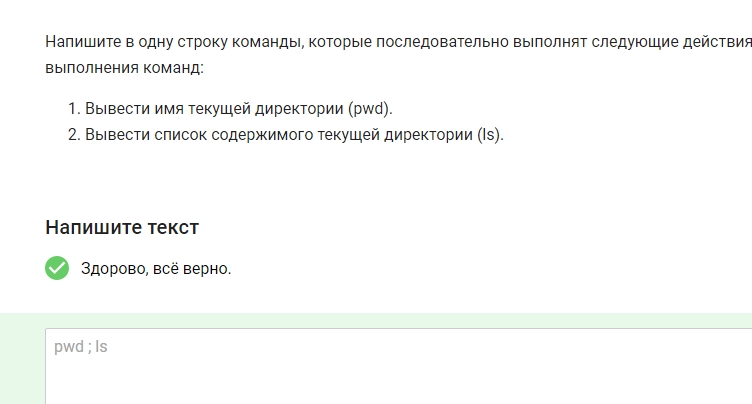 Напишите в одну строку команды, которые последовательно выполнят следующие действия
выполнения команд:
1. Вывести имя текущей директории (pwd).
2. Вывести список содержимого текущей директории (ls).
Напишите текст
Здорово, всё верно.
pwd ; ls